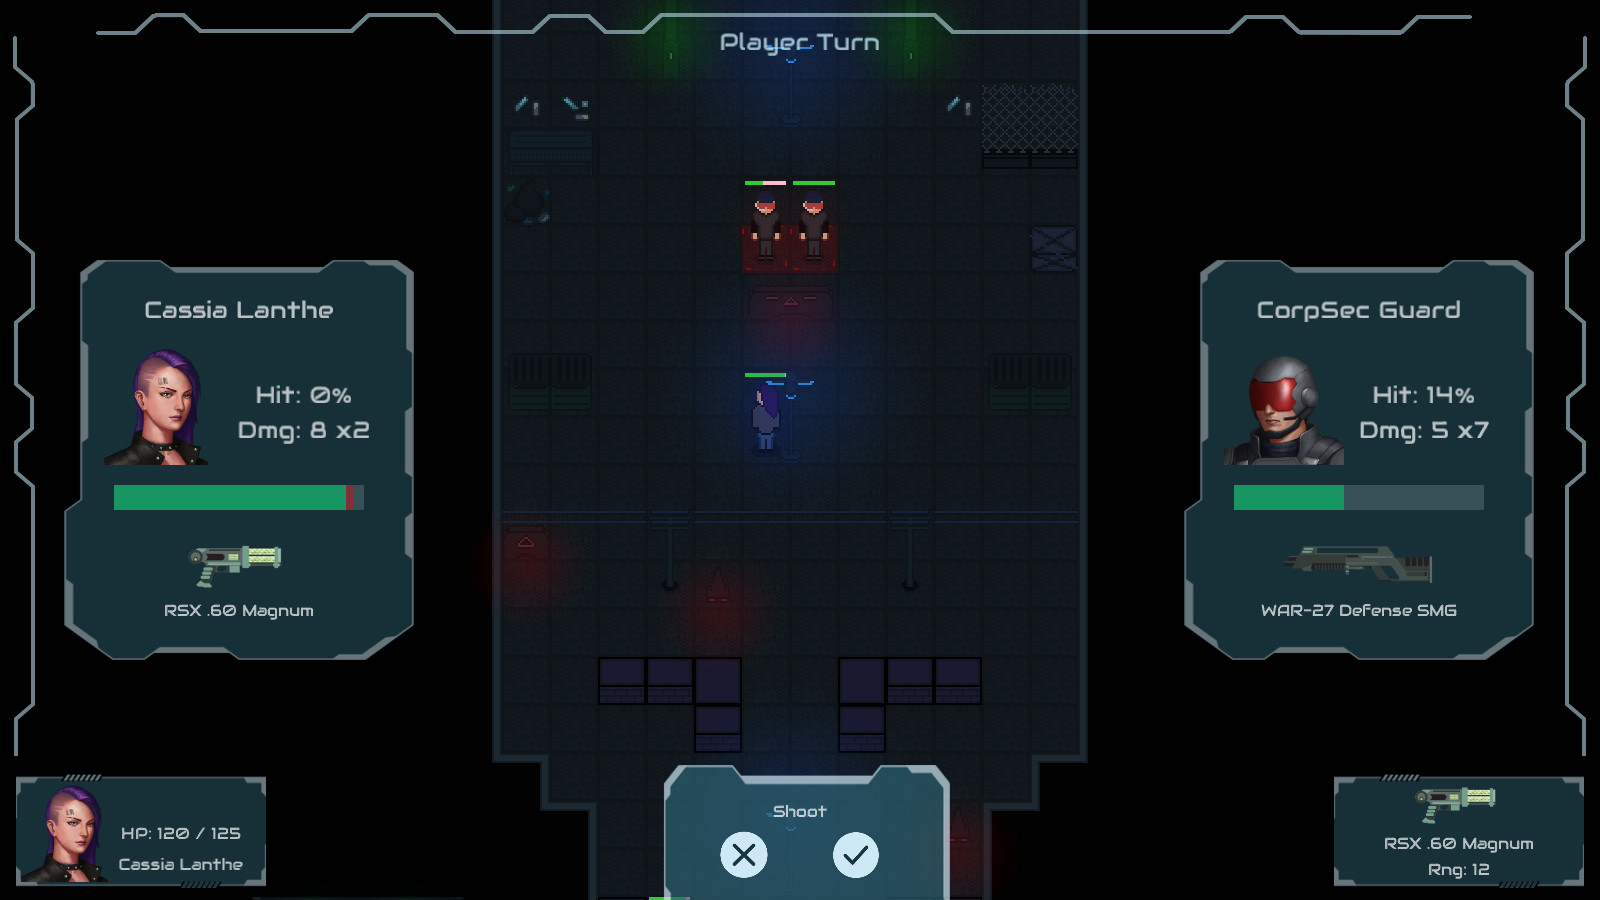 Player Turn
Cassia Lanthe
Hit: 0%
Dmg: 8 x2
RSX .60 Magnum
CorpSec Guard
Hit: 14%
Dmg: 5 x7
WAR-27 Defense SMG
HP: 120 / 125
Cassia Lanthe
Shoot
RSX .60 Magnum
Rng: 12